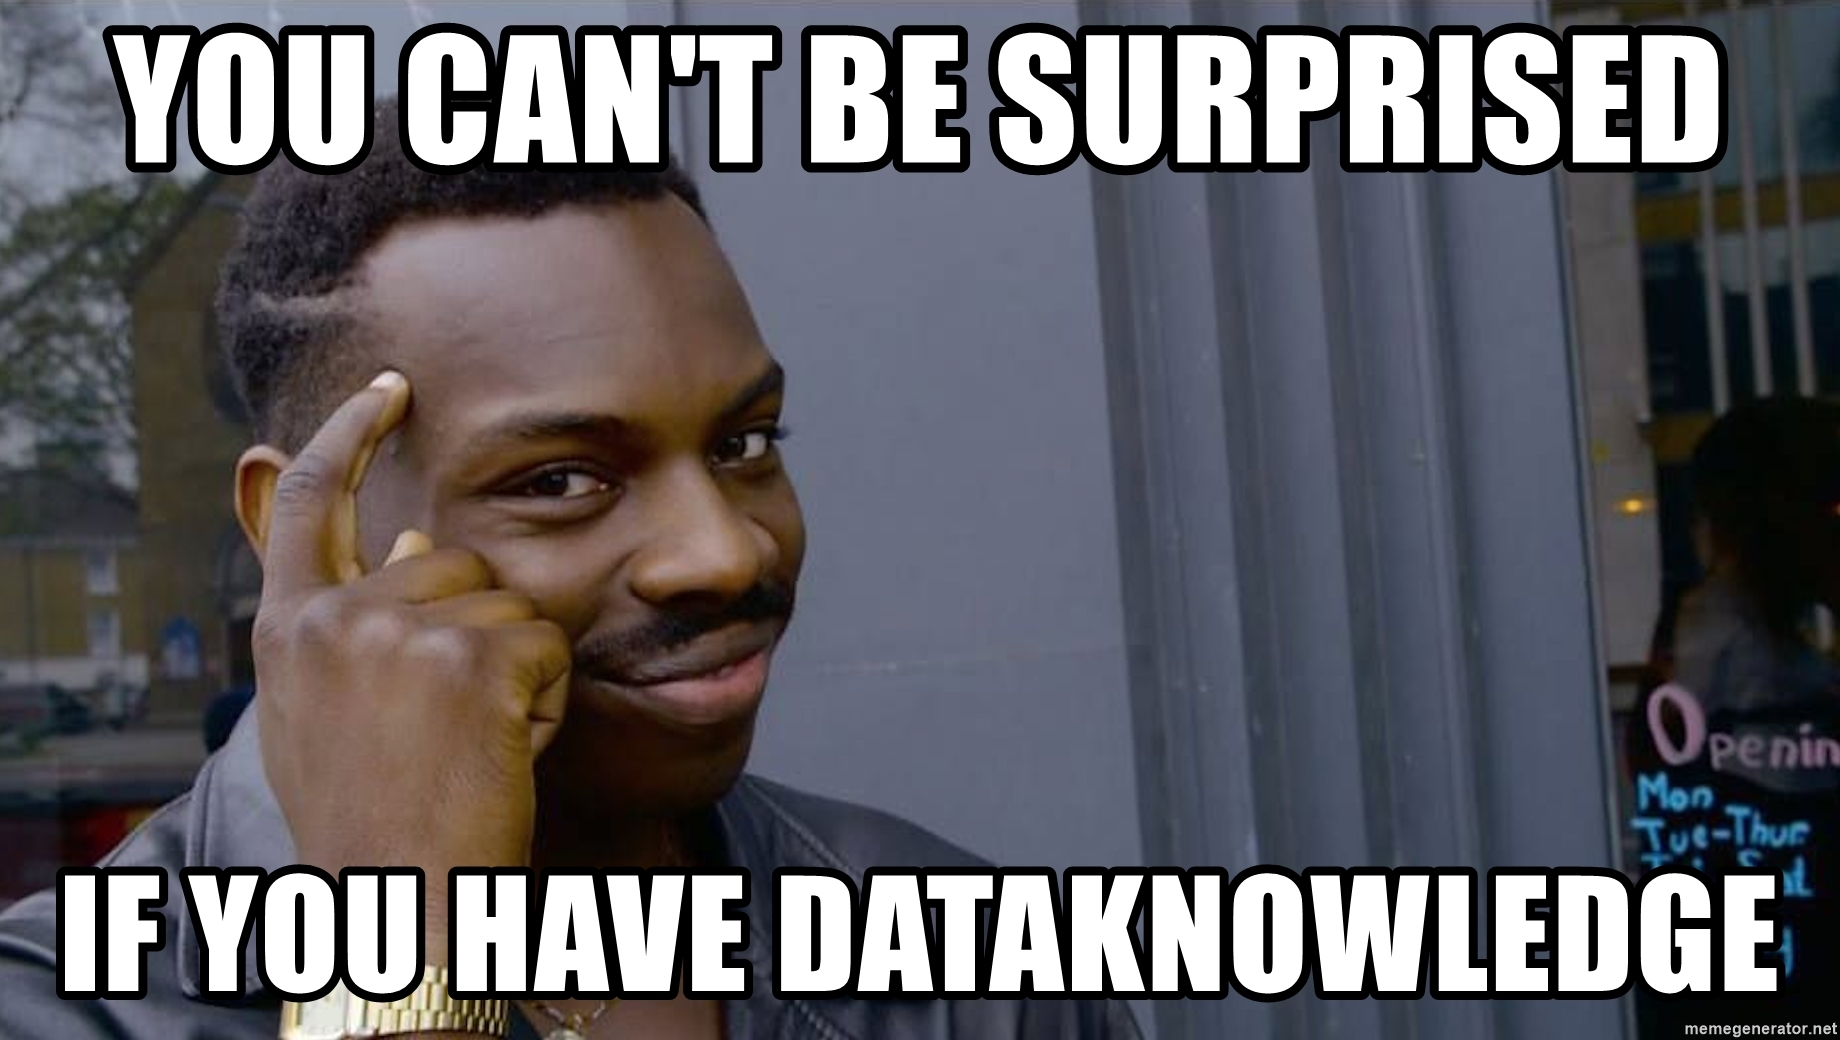 YOU CAN'T BE SURPRISED
Openin
Mon
Tue-Thur
IF YOU HAVE DATAKNOWLEDGE
memegenerator.net